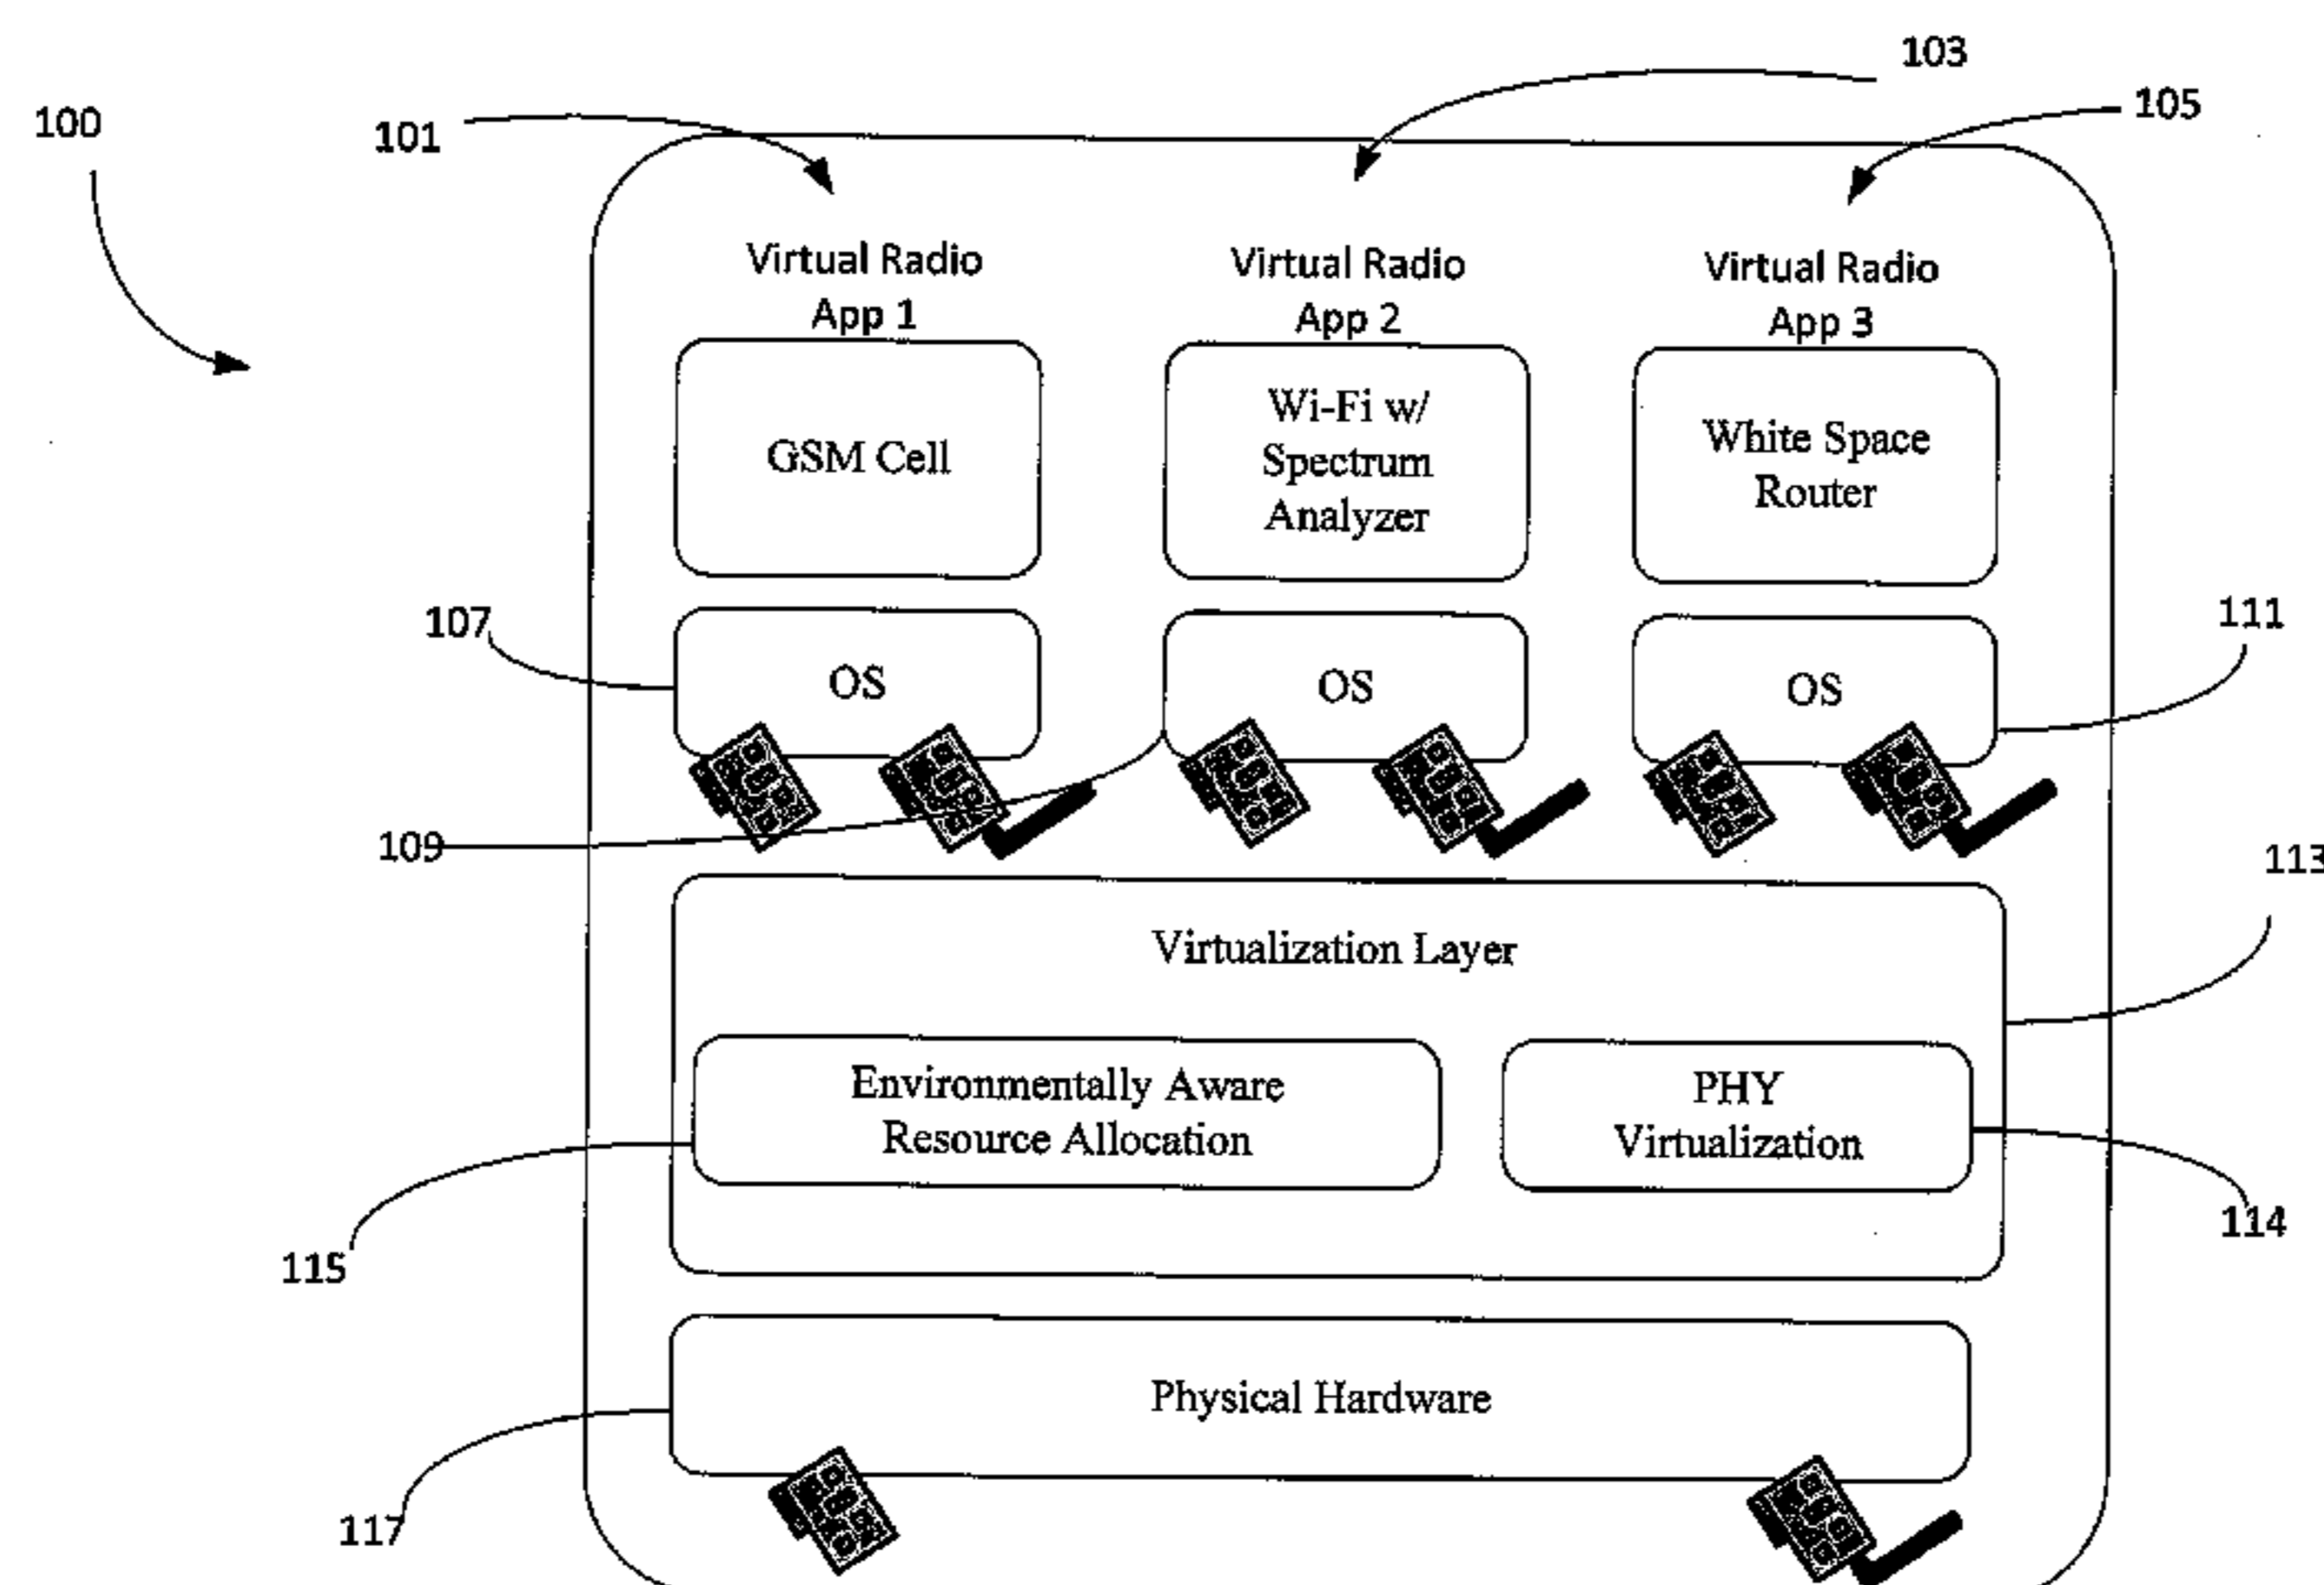 103
105
100
101
Virtual Radio
App 1
Virtual Radio
App 2
Virtual Radio
App 3
GSM Cell
Wi-Fi w/
Spectrum
Analyzer
White Space
Router
107
111
OS
OS
OS
109
113
Virtualization Layer
Environmentally Aware
Resource Allocation
PHY
Virtualization
115
114
Physical Hardware
117